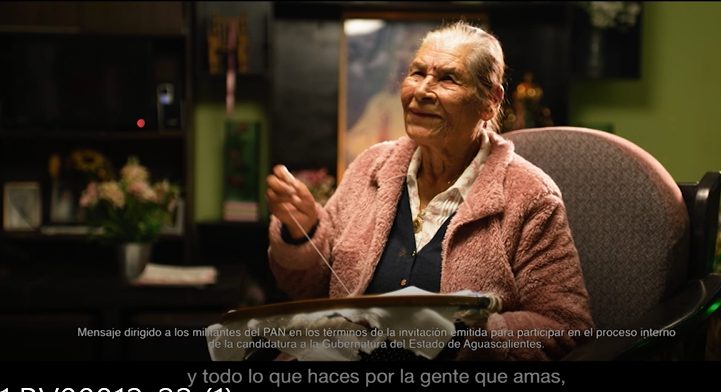 Mensaje dirigido a los militantes del PAN en los términos de la invitación emitida para participar en el proceso interno
de la candidatura a la Gubernatura del Estado de Aguascalientes.
y todo lo que haces por la gente que amas,